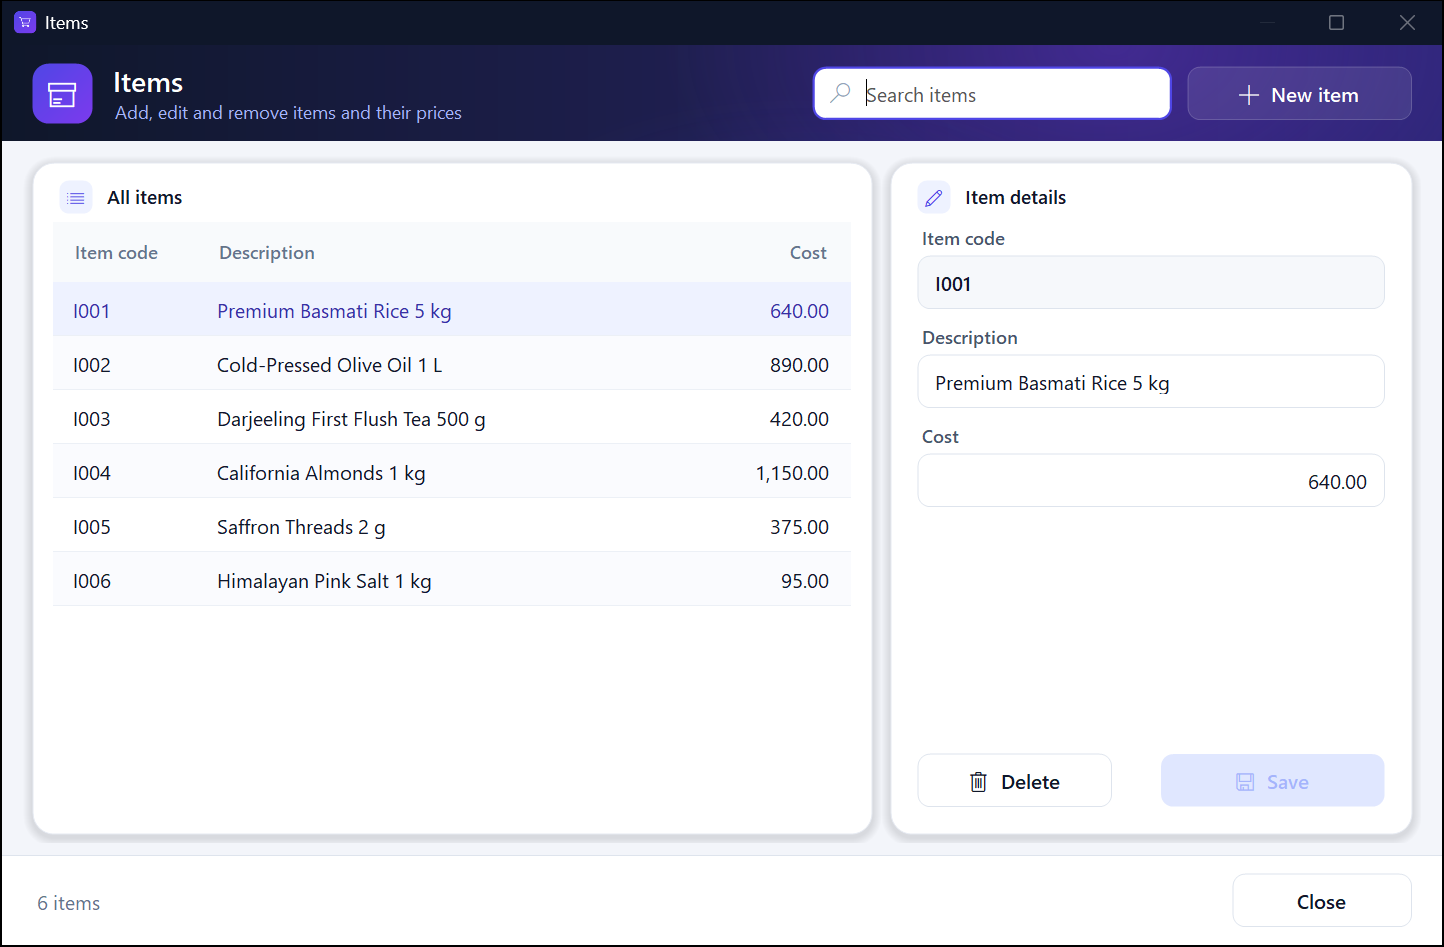 Items
Items
Add, edit and remove items and their prices
Search items
New item
All items
Item code Description Cost
I001 Premium Basmati Rice 5 kg 640.00
I002 Cold-Pressed Olive Oil 1 L 890.00
I003 Darjeeling First Flush Tea 500 g 420.00
I004 California Almonds 1 kg 1,150.00
I005 Saffron Threads 2 g 375.00
I006 Himalayan Pink Salt 1 kg 95.00
Item details
Item code
I001
Description
Premium Basmati Rice 5 kg
Cost
640.00
Delete Save
6 items
Close